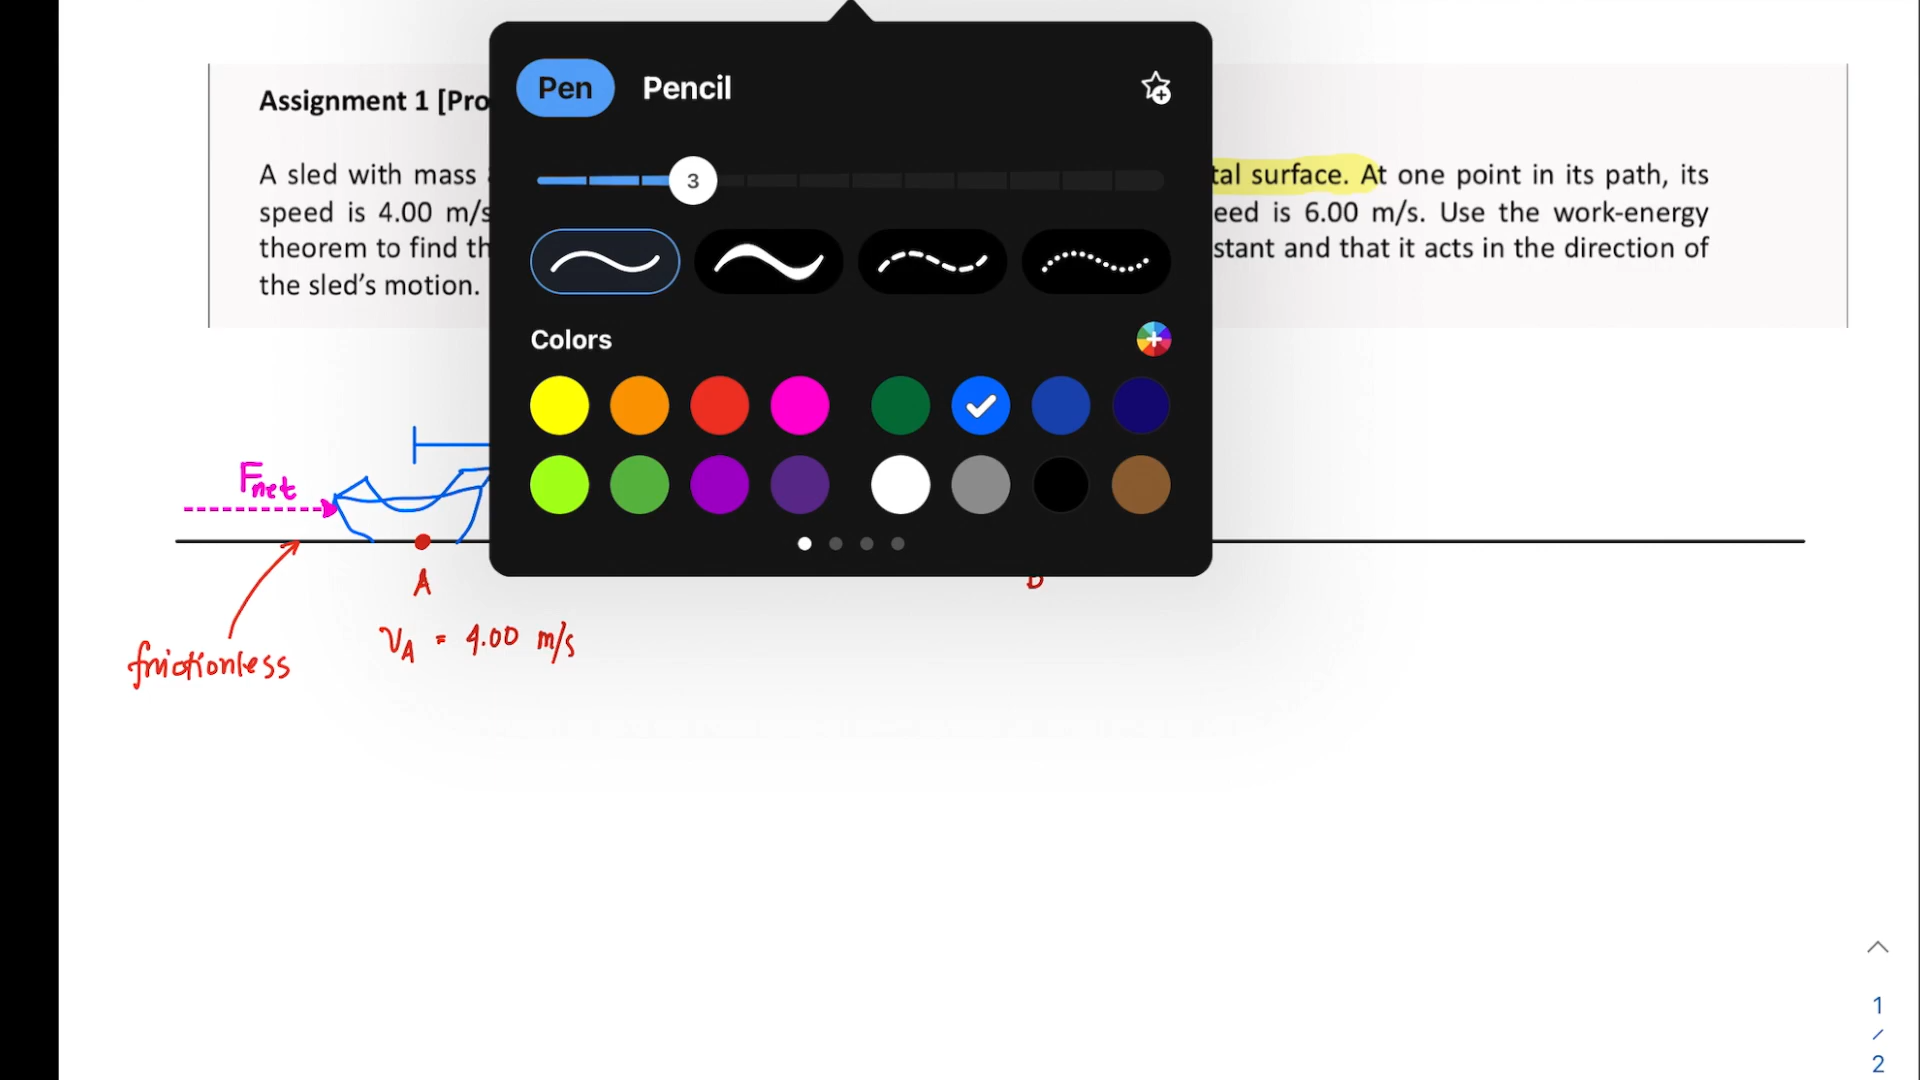 Pen Pencil
Assignment 1 [Pro
3
A sled with mass tal surface. At one point in its path, its
speed is 4.00 m/s eed is 6.00 m/s. Use the work-energy
theorem to find th stant and that it acts in the direction of
the sled's motion.
Colors
Fnet
A
B
vA = 4.00 m/s
frictionless
1
/
2